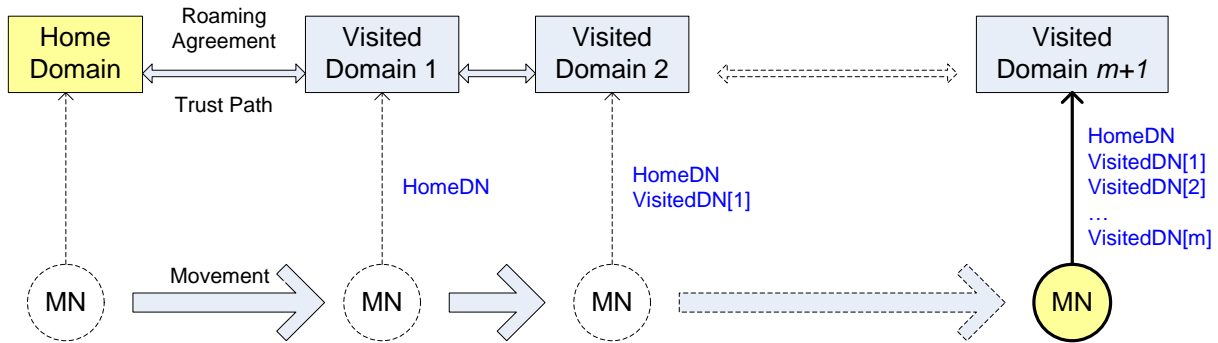 Home
Domain
Roaming
Agreement
Trust Path
Visited
Domain 1
Visited
Domain 2
Visited
Domain m+1
HomeDN
HomeDN
VisitedDN[1]
HomeDN
VisitedDN[1]
VisitedDN[2]
...
VisitedDN[m]
MN
Movement
MN
MN
MN